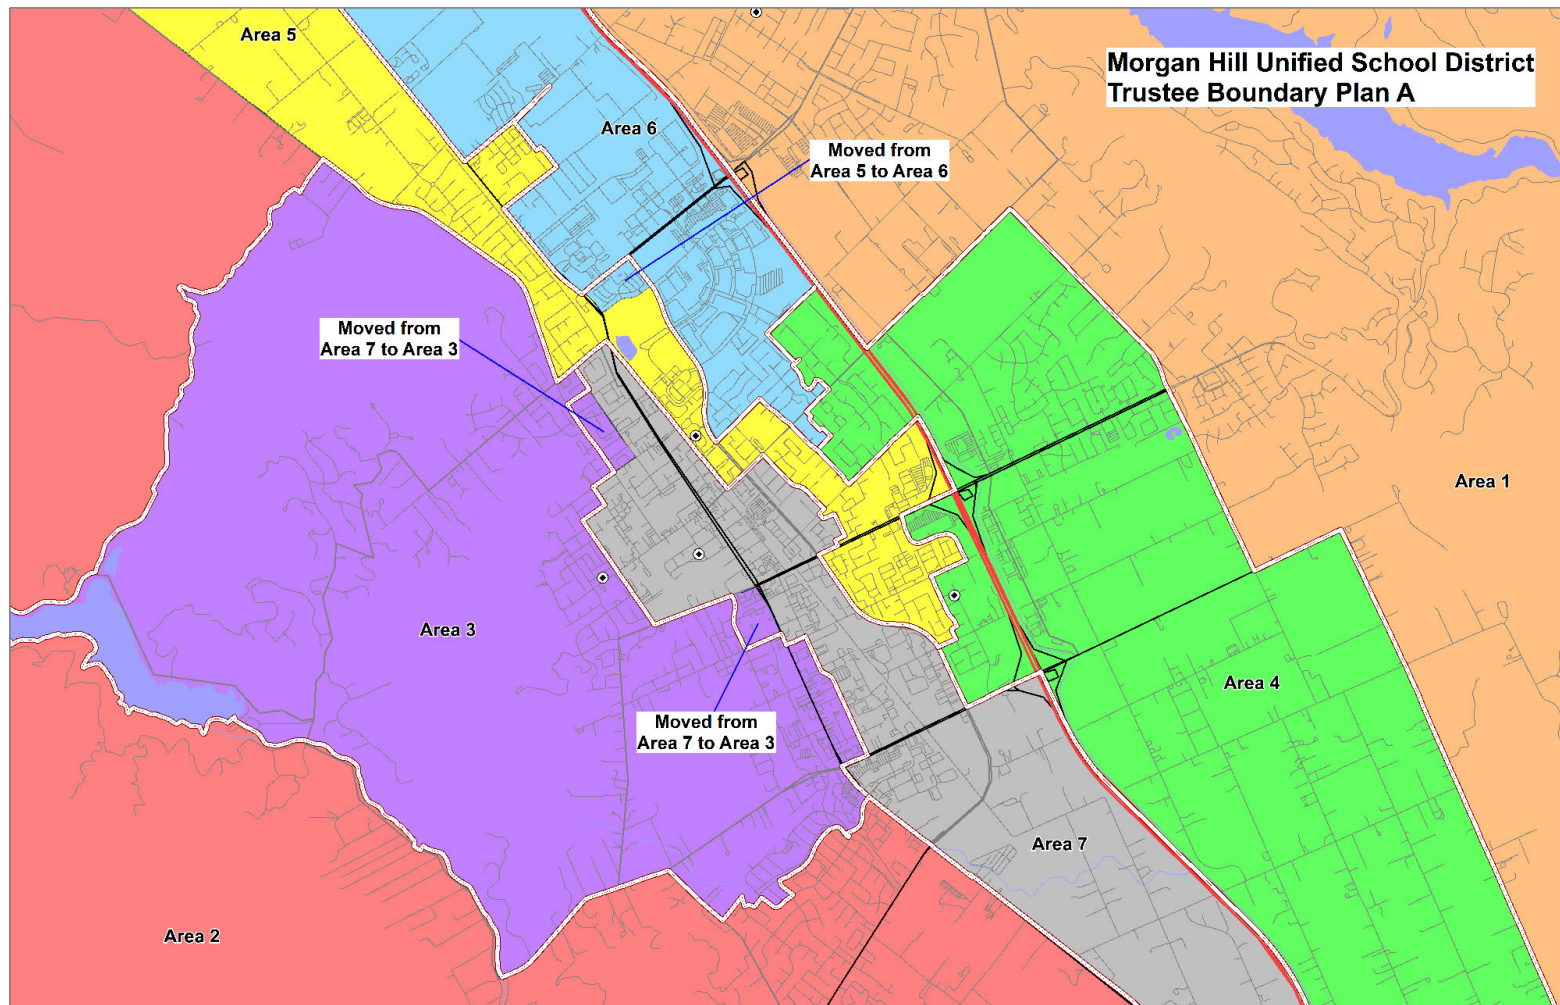 Area 5
Morgan Hill Unified School District
Trustee Boundary Plan A
Area 6
Moved from
Area 5 to Area 6
Moved from
Area 7 to Area 3
Area 1
Area 3
Area 4
Moved from
Area 7 to Area 3
Area 7
Area 2